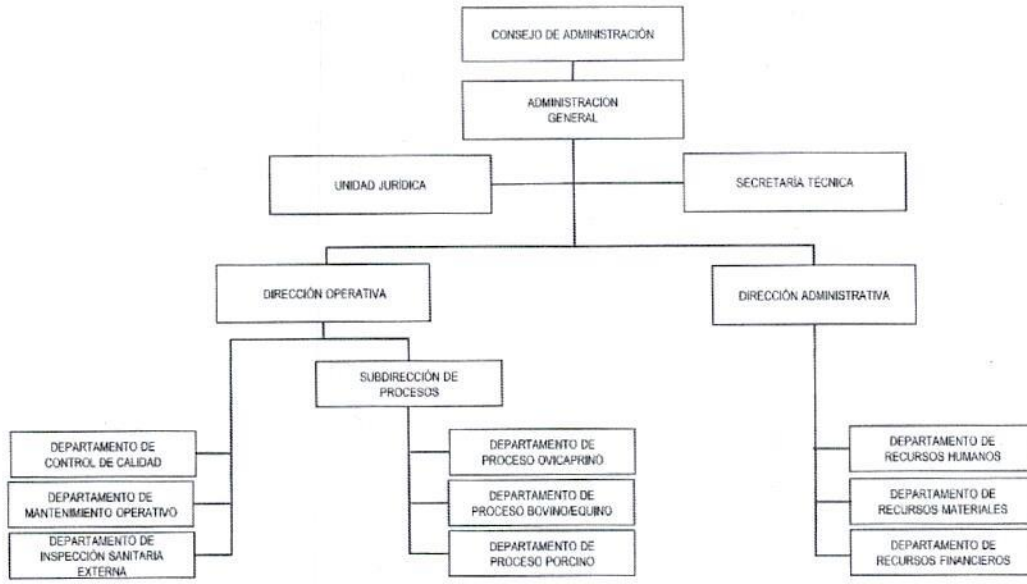 CONSEJO DE ADMINISTRACIÓN
ADMINISTRACION
GENERAL
UNIDAD JURÍDICA
SECRETARÍA TÉCNICA
DIRECCIÓN OPERATIVA
DIRECCIÓN ADMINISTRATIVA
SUBDIRECCIÓN DE
PROCESOS
DEPARTAMENTO DE
CONTROL DE CALIDAD
DEPARTAMENTO DE
MANTENIMIENTO OPERATIVO
DEPARTAMENTO DE
INSPECCIÓN SANITARIA
EXTERNA
DEPARTAMENTO DE
PROCESO OVICAPRINO
DEPARTAMENTO DE
PROCESO BOVINO/EQUINO
DEPARTAMENTO DE
PROCESO PORCINO
DEPARTAMENTO DE
RECURSOS HUMANOS
DEPARTAMENTO DE
RECURSOS MATERIALES
DEPARTAMENTO DE
RECURSOS FINANCIEROS